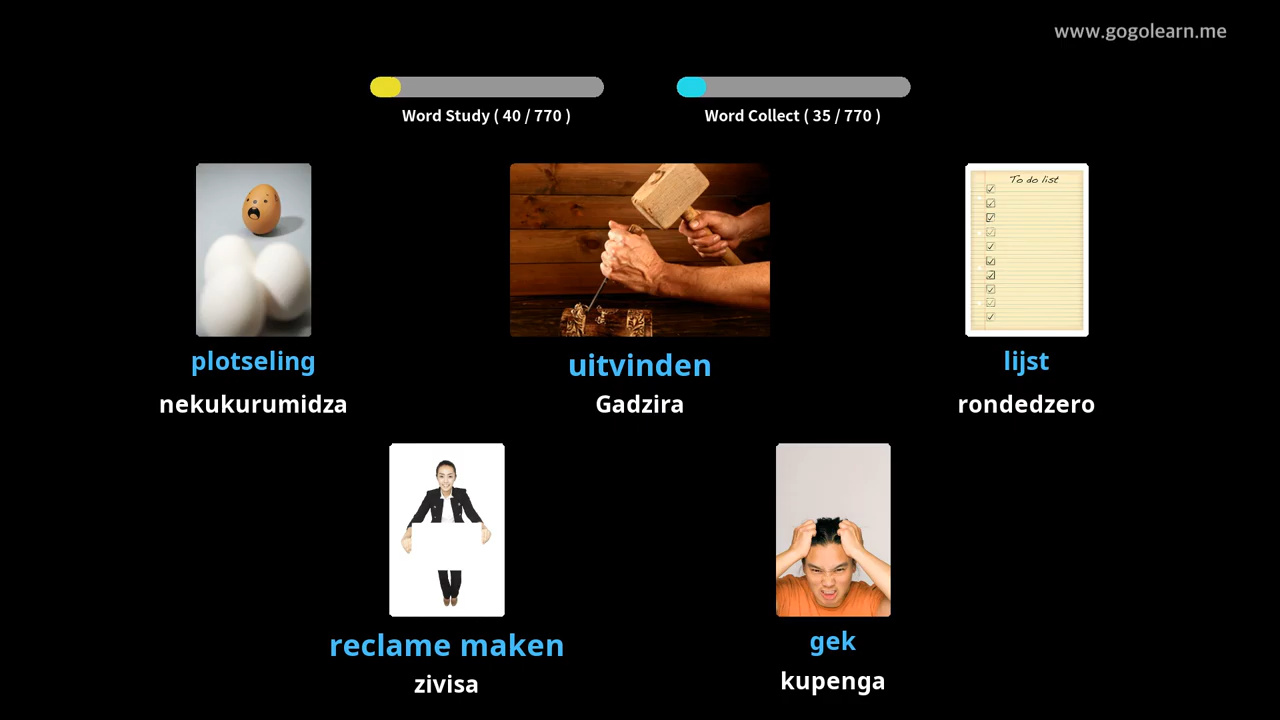 www.gogolearn.me
Word Study ( 40 / 770 )
Word Collect ( 35 / 770 )
To do list
plotseling
nekukurumidza
uitvinden
Gadzira
lijst
rondedzero
reclame maken
zivisa
gek
kupenga